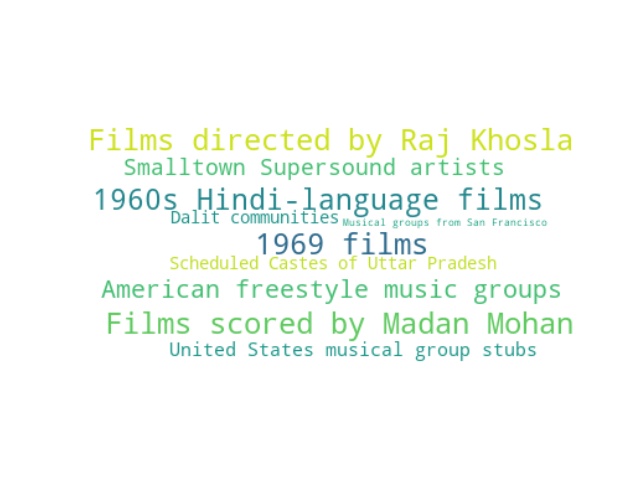 Films directed by Raj Khosla
Smalltown Supersound artists
1960s Hindi-language films
Dalit communities
Musical groups from San Francisco
1969 films
Scheduled Castes of Uttar Pradesh
American freestyle music groups
Films scored by Madan Mohan
United States musical group stubs